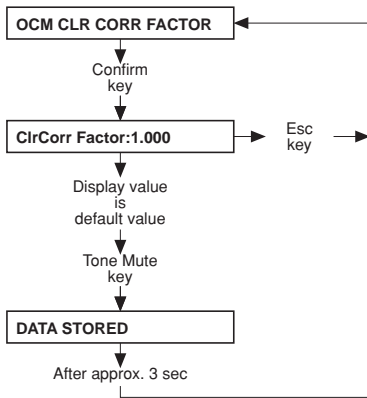 OCM CLR CORR FACTOR
Confirm
key
ClrCorr Factor:1.000
Esc
key
Display value
is
default value
Tone Mute
key
DATA STORED
After approx. 3 sec